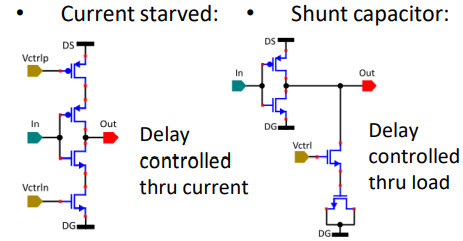 • Current starved:
DS
Vctrlp
In
Out
Vctrln
DG
Delay
controlled
thru current
• Shunt capacitor:
DS
In
Out
DG
Vctrl
DG
Delay
controlled
thru load